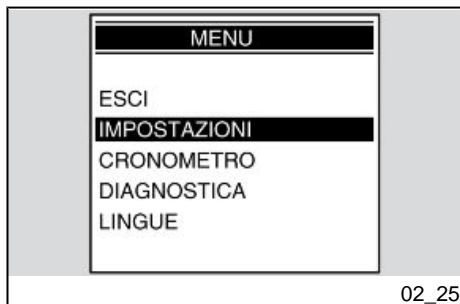 MENU
ESCI
IMPOSTAZIONI
CRONOMETRO
DIAGNOSTICA
LINGUE
02_25